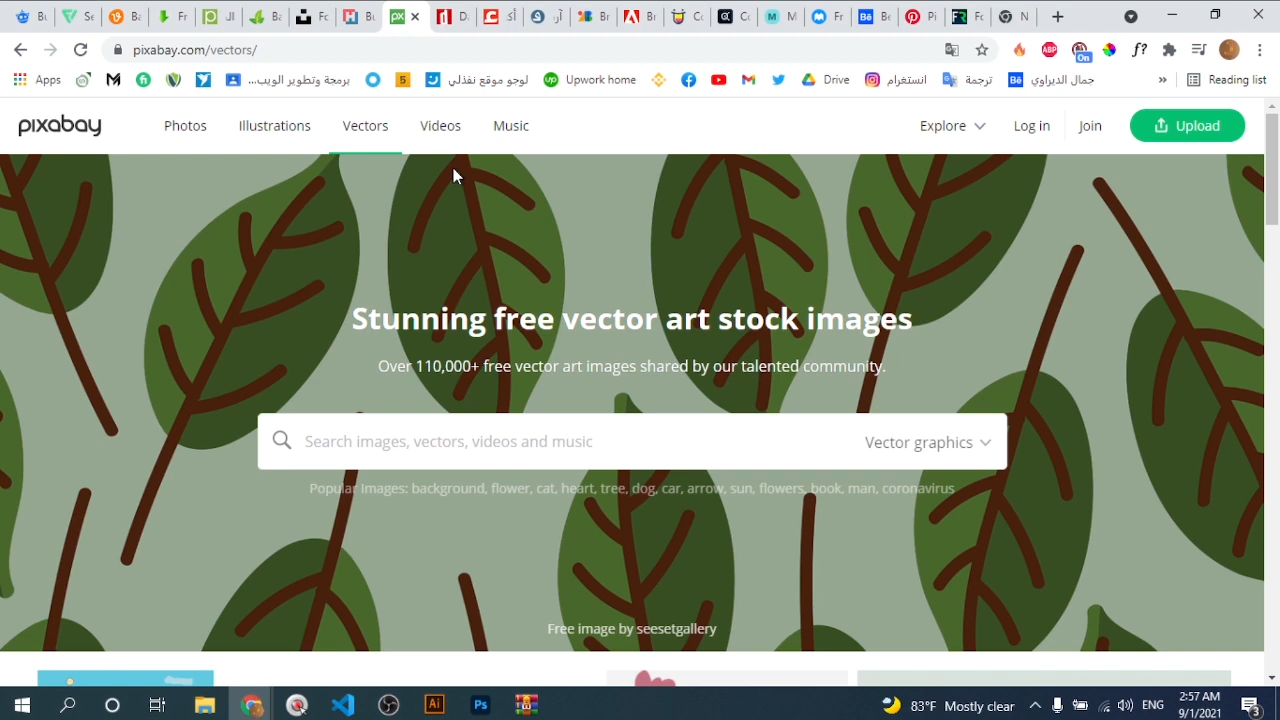 pixabay.com/vectors/
Apps
برمجة وتطوير الويب...
لوجو موقع نفذلي
Upwork home
Drive
انستغرام
ترجمة
جمال الديراوي
Reading list
pixabay
Photos
Illustrations
Vectors
Videos
Music
Explore
Log in
Join
Upload
Stunning free vector art stock images
Over 110,000+ free vector art images shared by our talented community.
Search images, vectors, videos and music
Vector graphics
Popular Images: background, flower, cat, heart, tree, dog, car, arrow, sun, flowers, book, man, coronavirus
Free image by seesetgallery
83°F Mostly clear
ENG
2:57 AM
9/1/2021